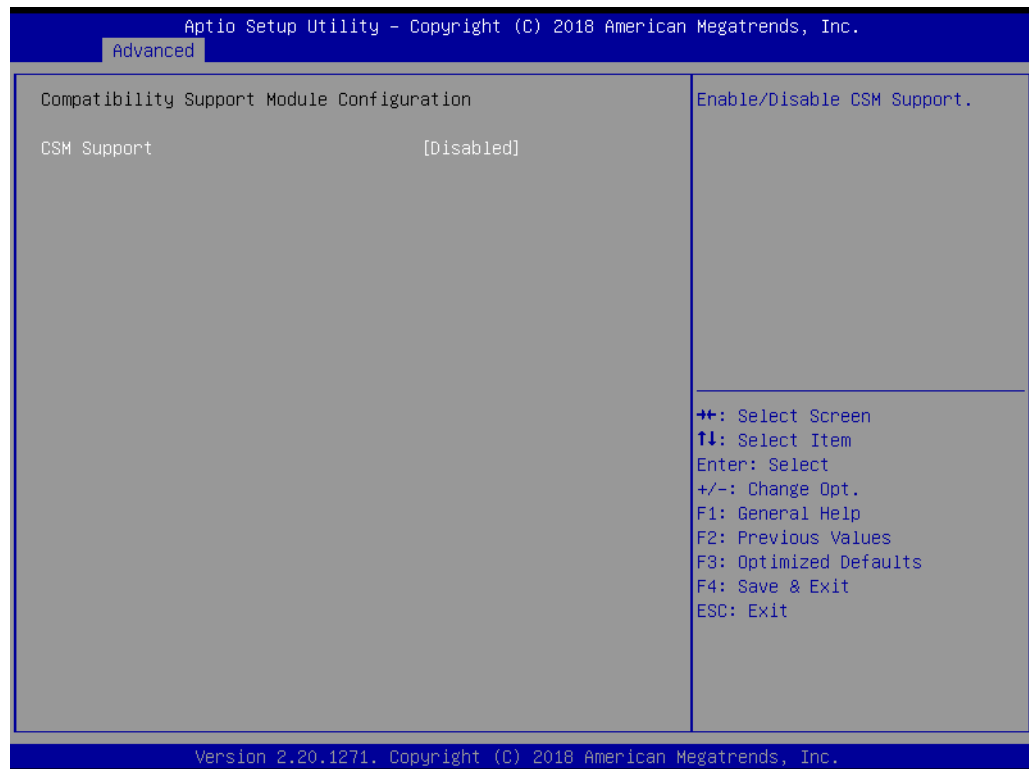 Aptio Setup Utility – Copyright (C) 2018 American Megatrends, Inc.
Advanced
Compatibility Support Module Configuration
CSM Support [Disabled]
Enable/Disable CSM Support.
→←: Select Screen
↑↓: Select Item
Enter: Select
+/-: Change Opt.
F1: General Help
F2: Previous Values
F3: Optimized Defaults
F4: Save & Exit
ESC: Exit
Version 2.20.1271. Copyright (C) 2018 American Megatrends, Inc.